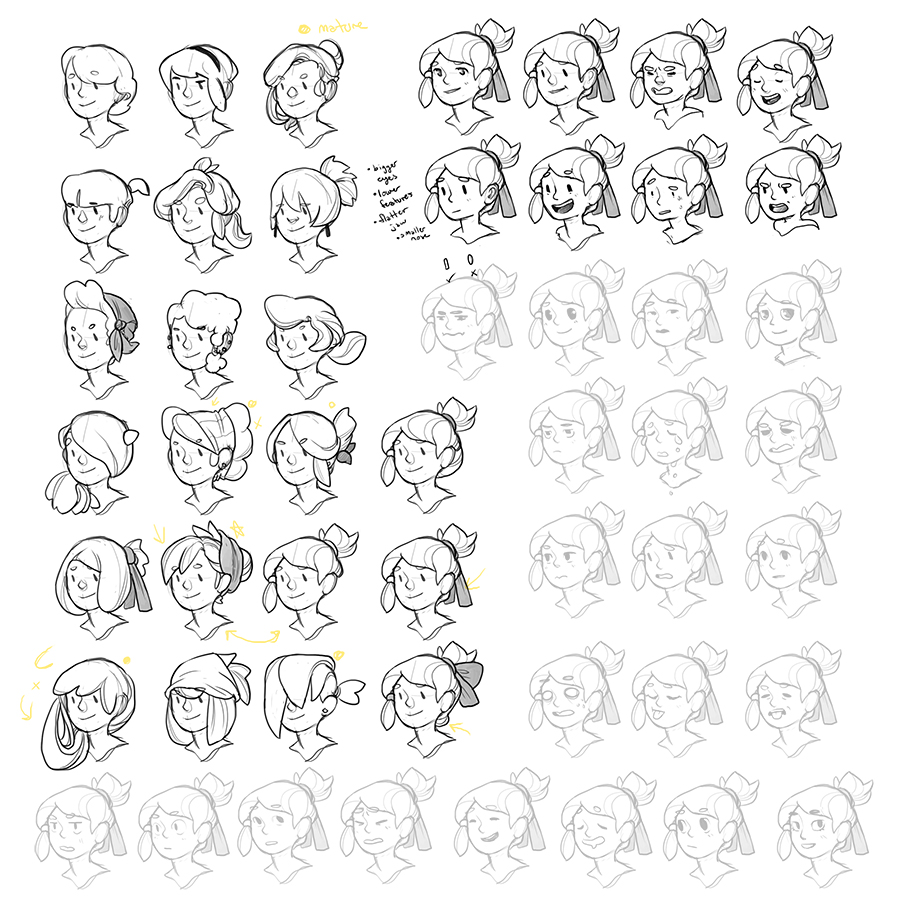 mature
• bigger
eyes
• lower
features
• flatter
jaw
→ smaller
nose